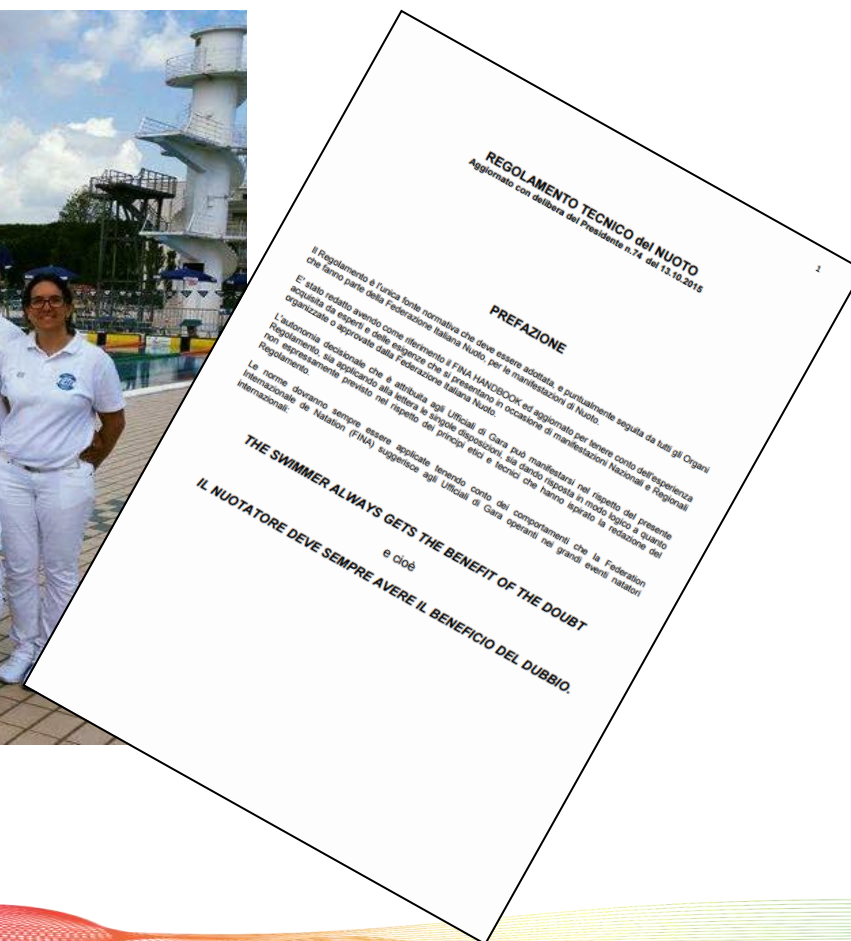 1
REGOLAMENTO TECNICO del NUOTO
Aggiornato con delibera del Presidente n.74 del 13.10.2015
PREFAZIONE
Il Regolamento è l'unica fonte normativa che deve essere adottata, e puntualmente seguita da tutti gli Organi
che fanno parte della Federazione Italiana Nuoto, per le manifestazioni di Nuoto.
E' stato redatto avendo come riferimento il FINA HANDBOOK ed aggiornato per tenere conto dell'esperienza
acquisita da esperti e delle esigenze che si presentano in occasione di manifestazioni Nazionali e Regionali
organizzate o approvate dalla Federazione Italiana Nuoto.
L'autonomia decisionale che è attribuita agli Ufficiali di Gara può manifestarsi nel rispetto del presente
Regolamento, sia applicando alla lettera le singole disposizioni, sia dando risposta in modo logico a quanto
non espressamente previsto nel rispetto dei principi etici e tecnici che hanno ispirato la redazione del
Regolamento.
Le norme dovranno sempre essere applicate tenendo conto dei comportamenti che la Federation
Internazionale de Natation (FINA) suggerisce agli Ufficiali di Gara operanti nei grandi eventi natatori
internazionali:
THE SWIMMER ALWAYS GETS THE BENEFIT OF THE DOUBT
e cioè
IL NUOTATORE DEVE SEMPRE AVERE IL BENEFICIO DEL DUBBIO.